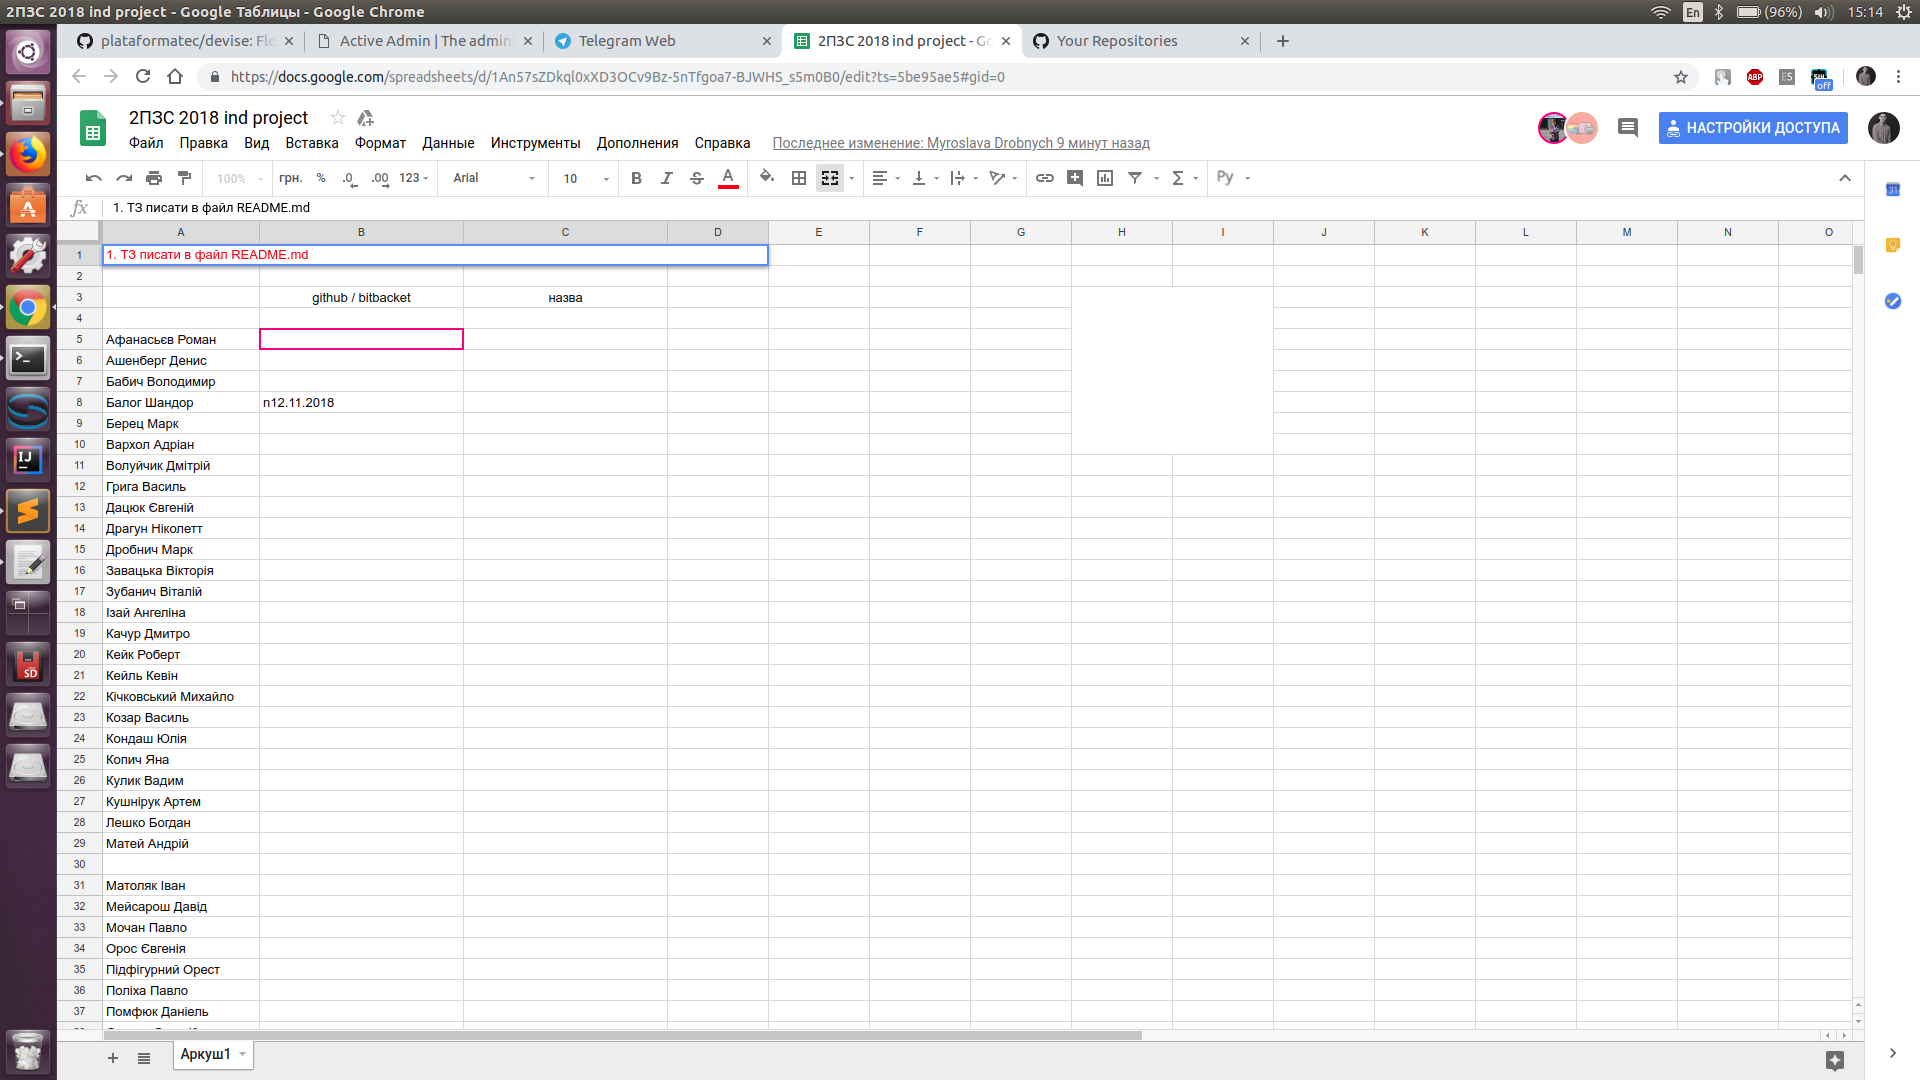 2ПЗС 2018 ind project - Google Таблицы - Google Chrome
En (96%) 15:14
plataformatec/devise: Fle
Active Admin | The admini
Telegram Web
2ПЗС 2018 ind project - Go
Your Repositories
https://docs.google.com/spreadsheets/d/1An57sZDkql0xXD3OCv9Bz-5nTfgoa7-BJWHS_s5m0B0/edit?ts=5be95ae5#gid=0
ABP
ES
off
2ПЗС 2018 ind project
Файл Правка Вид Вставка Формат Данные Инструменты Дополнения Справка Последнее изменение: Myroslava Drobnych 9 минут назад
НАСТРОЙКИ ДОСТУПА
100% грн. % .0 .00 123 Arial 10 B I S A Σ Ру
fx 1. ТЗ писати в файл README.md
A B C D E F G H I J K L M N O
1 1. ТЗ писати в файл README.md
2
3 github / bitbacket назва
4
5 Афанасьєв Роман
6 Ашенберг Денис
7 Бабич Володимир
8 Балог Шандор n12.11.2018
9 Берец Марк
10 Вархол Адріан
11 Волуйчик Дмітрій
12 Грига Василь
13 Дацюк Євгеній
14 Драгун Ніколетт
15 Дробнич Марк
16 Завацька Вікторія
17 Зубанич Віталій
18 Ізай Ангеліна
19 Качур Дмитро
20 Кейк Роберт
21 Кейль Кевін
22 Кічковський Михайло
23 Козар Василь
24 Кондаш Юлія
25 Копич Яна
26 Кулик Вадим
27 Кушнірук Артем
28 Лешко Богдан
29 Матей Андрій
30
31 Матоляк Іван
32 Мейсарош Давід
33 Мочан Павло
34 Орос Євгенія
35 Підфігурний Орест
36 Поліха Павло
37 Помфюк Даніель
Аркуш1
IJ
SD
31